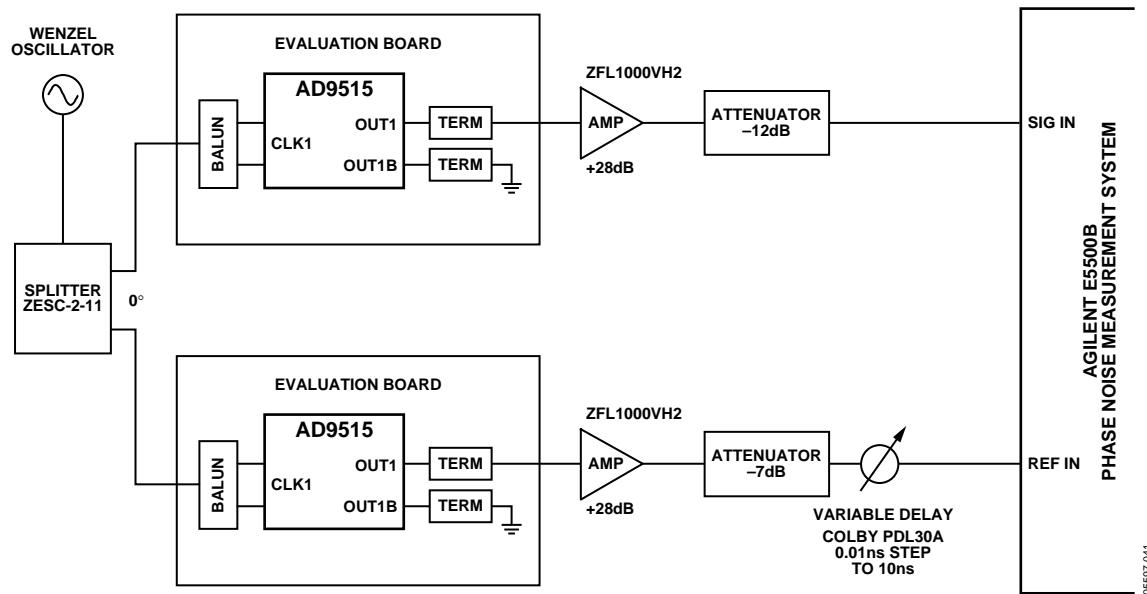 WENZEL
OSCILLATOR
SPLITTER
ZESC-2-11
0°
EVALUATION BOARD
BALUN
AD9515
CLK1
OUT1
OUT1B
TERM
TERM
ZFL1000VH2
AMP
+28dB
ATTENUATOR
–12dB
SIG IN
EVALUATION BOARD
BALUN
AD9515
CLK1
OUT1
OUT1B
TERM
TERM
ZFL1000VH2
AMP
+28dB
ATTENUATOR
–7dB
VARIABLE DELAY
COLBY PDL30A
0.01ns STEP
TO 10ns
REF IN
AGILENT E5500B
PHASE NOISE MEASUREMENT SYSTEM
05597-041